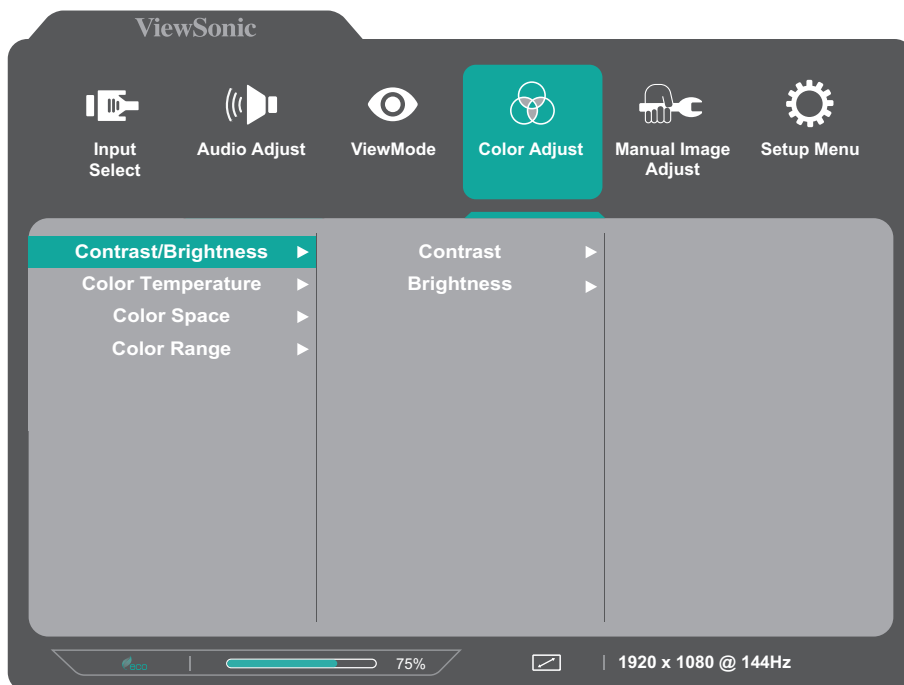 ViewSonic
Input
Select
Audio Adjust
ViewMode
Color Adjust
Manual Image
Adjust
Setup Menu
Contrast/Brightness
Color Temperature
Color Space
Color Range
Contrast
Brightness
eco
75%
1920 x 1080 @ 144Hz